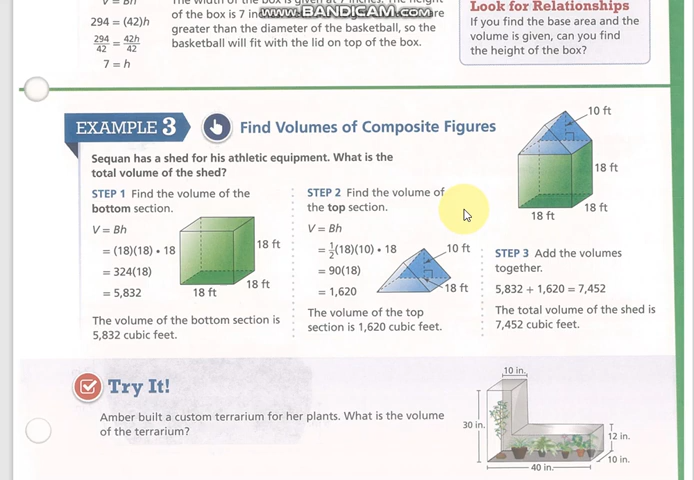 V = Bh
294 = (42)h
294/42 = 42h/42
7 = h
of the box is 7 in
greater than the diameter of the basketball, so the
basketball will fit with the lid on top of the box.
www.BANDICAM.com
Look for Relationships
If you find the base area and the
volume is given, can you find
the height of the box?
EXAMPLE 3
Find Volumes of Composite Figures
Sequan has a shed for his athletic equipment. What is the
total volume of the shed?
10 ft
18 ft
18 ft
18 ft
STEP 1 Find the volume of the
bottom section.
V = Bh
= (18)(18) • 18
= 324(18)
= 5,832
18 ft
18 ft
18 ft
The volume of the bottom section is
5,832 cubic feet.
STEP 2 Find the volume of
the top section.
V = Bh
= 1/2(18)(10) • 18
= 90(18)
= 1,620
10 ft
18 ft
The volume of the top
section is 1,620 cubic feet.
STEP 3 Add the volumes
together.
5,832 + 1,620 = 7,452
The total volume of the shed is
7,452 cubic feet.
Try It!
Amber built a custom terrarium for her plants. What is the volume
of the terrarium?
10 in.
30 in.
12 in.
10 in.
40 in.